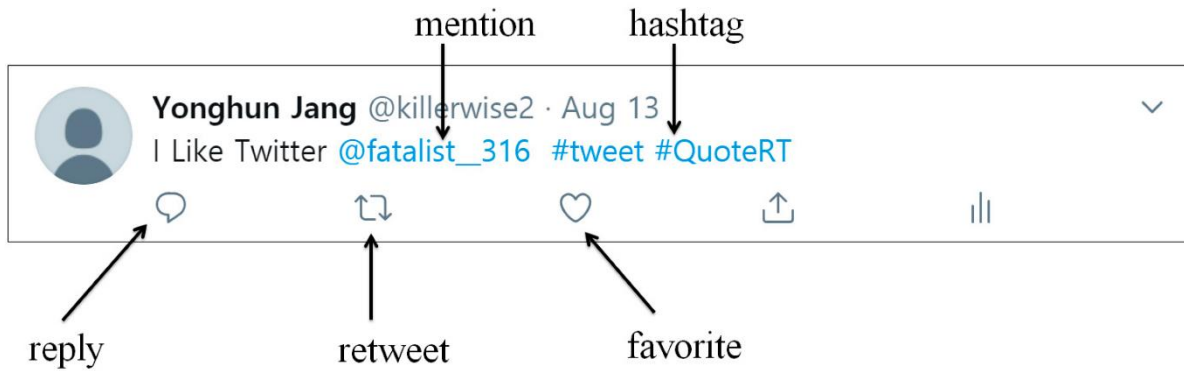 mention hashtag
Yonghun Jang @killerwise2 · Aug 13
I Like Twitter @fatalist__316 #tweet #QuoteRT
reply retweet favorite